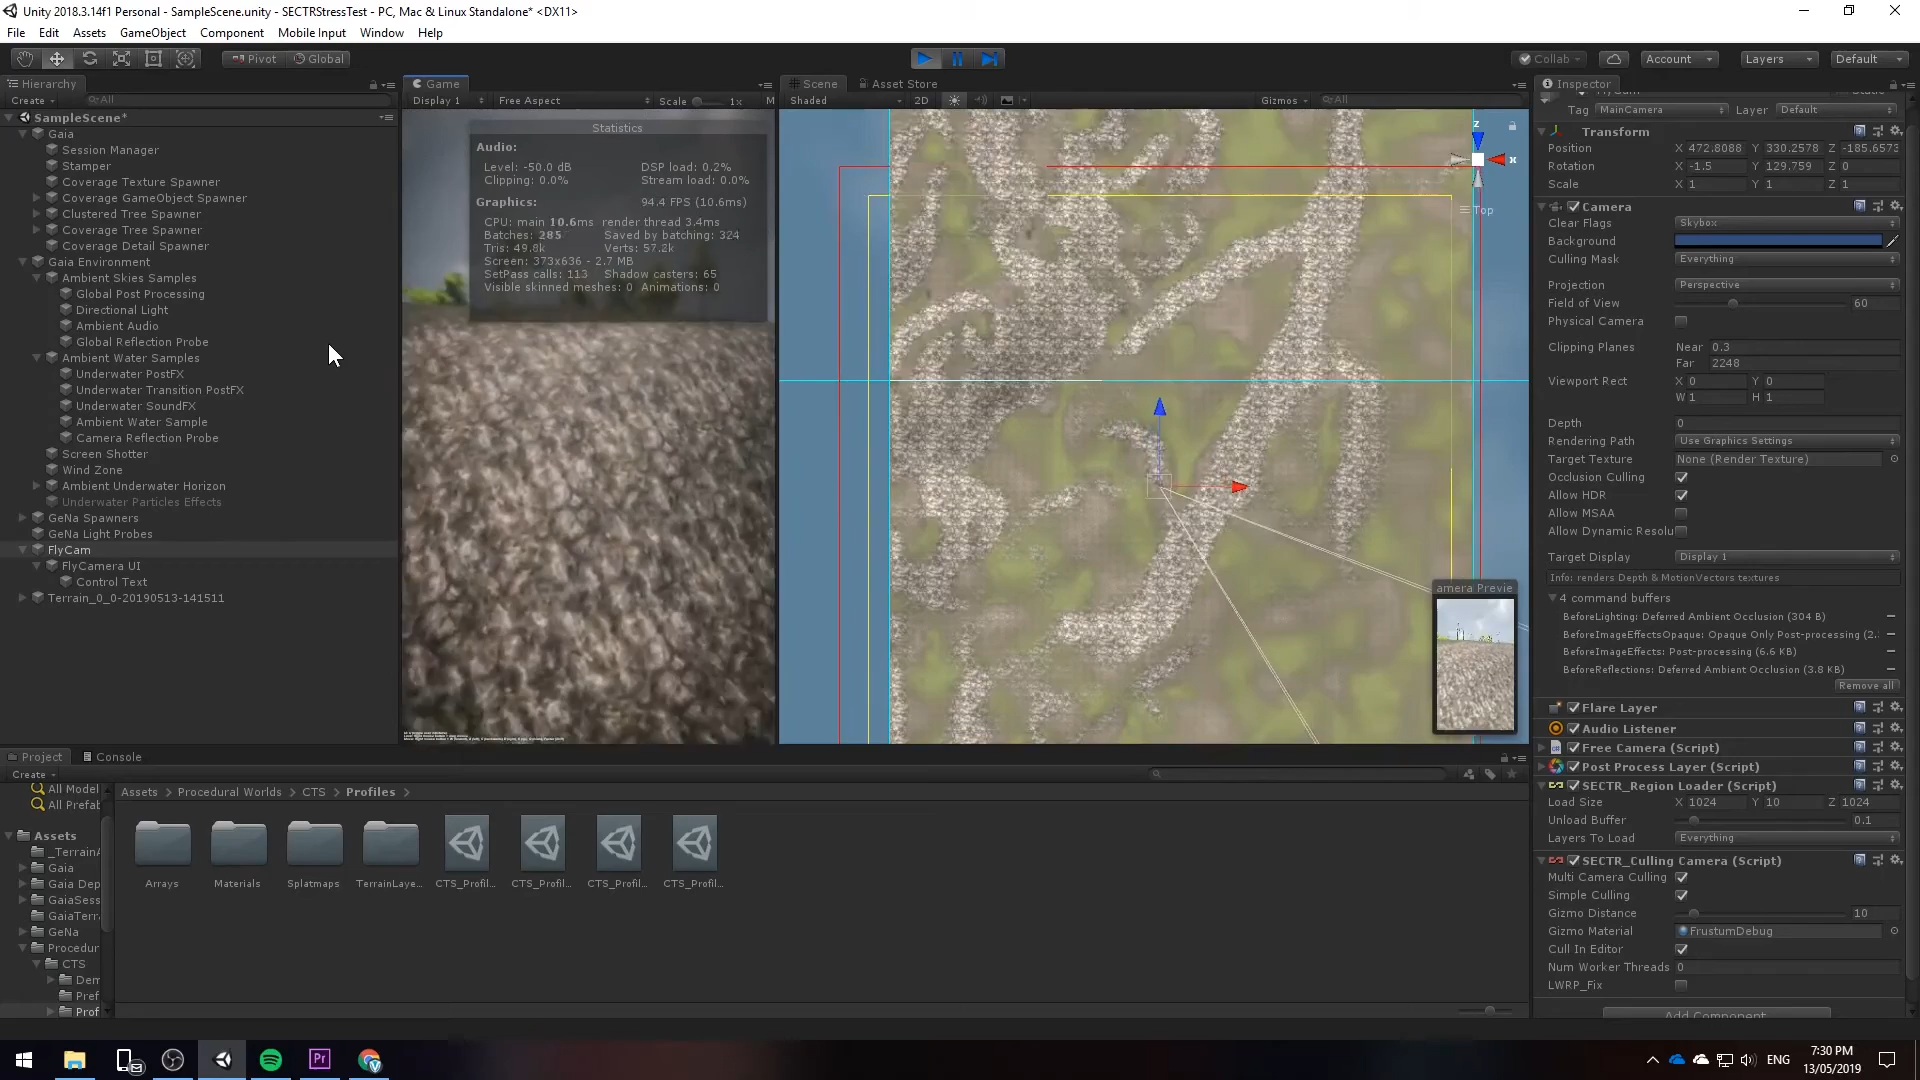 Unity 2018.3.14f1 Personal - SampleScene.unity - SECTRStressTest - PC, Mac & Linux Standalone* <DX11>
File Edit Assets GameObject Component Mobile Input Window Help
Pivot Global Collab Account Layers Default
Hierarchy
Create All
SampleScene*
Gaia
Session Manager
Stamper
Coverage Texture Spawner
Coverage GameObject Spawner
Clustered Tree Spawner
Coverage Tree Spawner
Coverage Detail Spawner
Gaia Environment
Ambient Skies Samples
Global Post Processing
Directional Light
Ambient Audio
Global Reflection Probe
Ambient Water Samples
Underwater PostFX
Underwater Transition PostFX
Underwater SoundFX
Ambient Water Sample
Camera Reflection Probe
Screen Shotter
Wind Zone
Ambient Underwater Horizon
Underwater Particles Effects
GeNa Spawners
GeNa Light Probes
FlyCam
FlyCamera UI
Control Text
Terrain_0_0-20190513-141511
Game
Display 1 Free Aspect Scale 1x M
Statistics
Audio:
Level: -50.0 dB DSP load: 0.2%
Clipping: 0.0% Stream load: 0.0%
Graphics: 94.4 FPS (10.6ms)
CPU: main 10.6ms render thread 3.4ms
Batches: 285 Saved by batching: 324
Tris: 49.8k Verts: 57.2k
Screen: 373x636 - 2.7 MB
SetPass calls: 113 Shadow casters: 65
Visible skinned meshes: 0 Animations: 0
Scene Asset Store
Shaded 2D Gizmos All
z
x
Top
amera Previe
Inspector
Tag MainCamera Layer Default
Transform
Position X 472.8088 Y 330.2578 Z -185.6573
Rotation X -1.5 Y 129.759 Z 0
Scale X 1 Y 1 Z 1
Camera
Clear Flags Skybox
Background
Culling Mask Everything
Projection Perspective
Field of View 60
Physical Camera
Clipping Planes Near 0.3
Far 2248
Viewport Rect X 0 Y 0
W 1 H 1
Depth 0
Rendering Path Use Graphics Settings
Target Texture None (Render Texture)
Occlusion Culling
Allow HDR
Allow MSAA
Allow Dynamic Resolu
Target Display Display 1
Info: renders Depth & MotionVectors textures
4 command buffers
BeforeLighting: Deferred Ambient Occlusion (304 B)
BeforeImageEffectsOpaque: Opaque Only Post-processing (2.
BeforeImageEffects: Post-processing (6.6 KB)
BeforeReflections: Deferred Ambient Occlusion (3.8 KB)
Remove all
Flare Layer
Audio Listener
Free Camera (Script)
Post Process Layer (Script)
SECTR_Region Loader (Script)
Load Size X 1024 Y 10 Z 1024
Unload Buffer 0.1
Layers To Load Everything
SECTR_Culling Camera (Script)
Multi Camera Culling
Simple Culling
Gizmo Distance 10
Gizmo Material FrustumDebug
Cull In Editor
Num Worker Threads 0
LWRP_Fix
Add Component
Project Console
Create
All Model
All Prefab
Assets
_TerrainA
Gaia
Gaia Dep
GaiaSess
GaiaTerr
GeNa
Procedur
CTS
Dem
Pref
Prof
Assets > Procedural Worlds > CTS > Profiles >
Arrays Materials Splatmaps TerrainLaye... CTS_Profil... CTS_Profil... CTS_Profil... CTS_Profil...
Pr
ENG
7:30 PM
13/05/2019